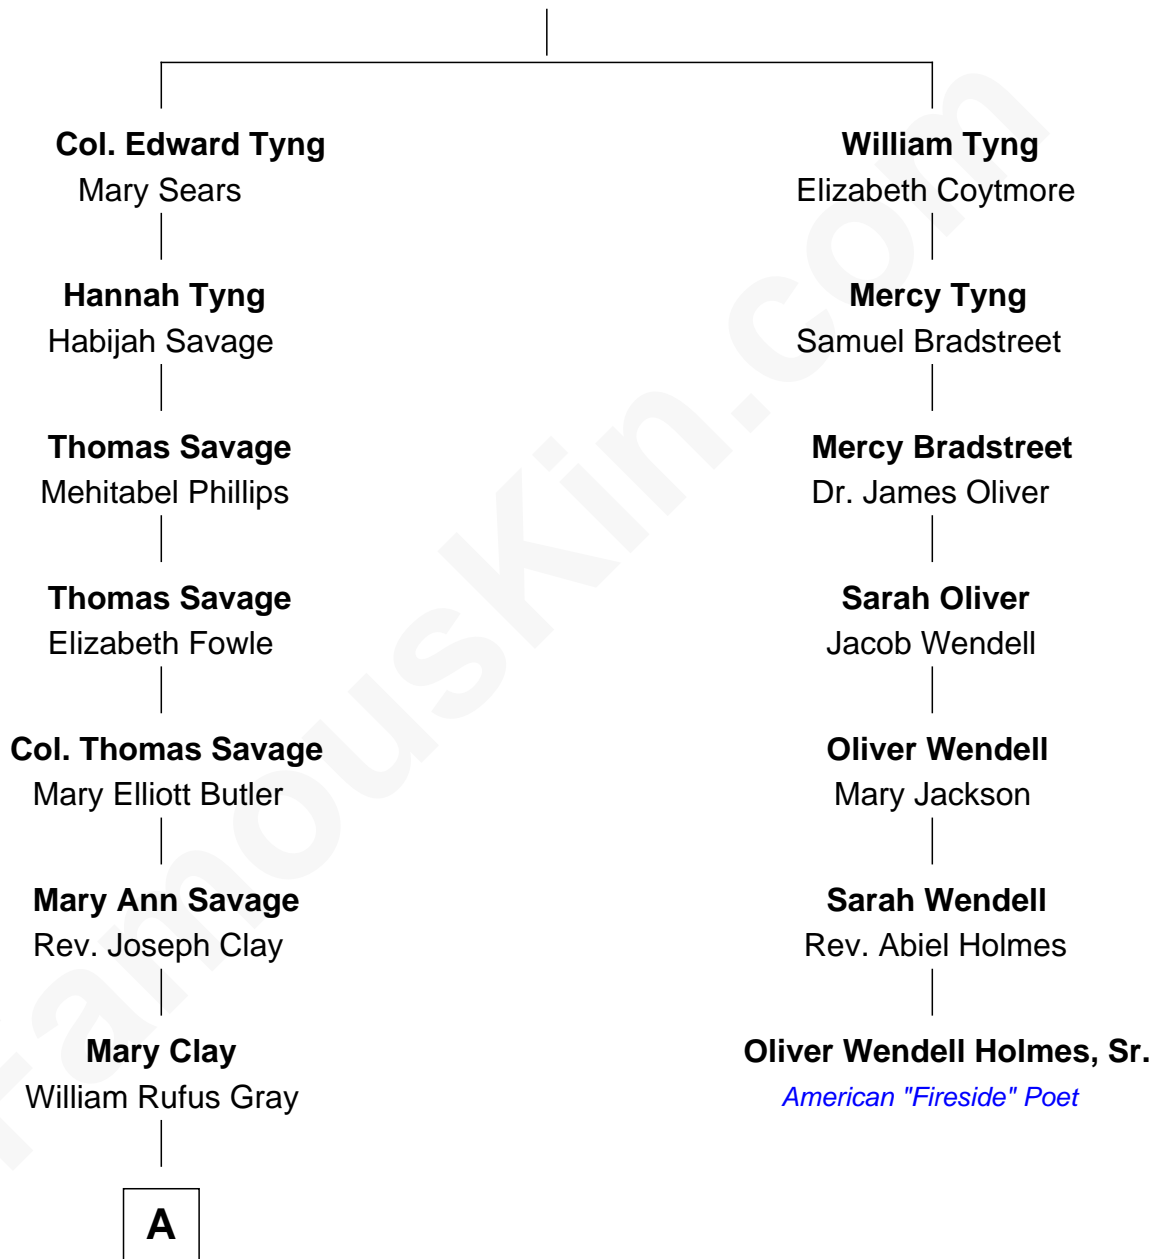 Col. Edward Tyng
Mary Sears
Hannah Tyng
Habijah Savage
Thomas Savage
Mehitabel Phillips
Thomas Savage
Elizabeth Fowle
Col. Thomas Savage
Mary Elliott Butler
Mary Ann Savage
Rev. Joseph Clay
Mary Clay
William Rufus Gray
A
William Tyng
Elizabeth Coytmore
Mercy Tyng
Samuel Bradstreet
Mercy Bradstreet
Dr. James Oliver
Sarah Oliver
Jacob Wendell
Oliver Wendell
Mary Jackson
Sarah Wendell
Rev. Abiel Holmes
Oliver Wendell Holmes, Sr.
American "Fireside" Poet
FamousKin.com